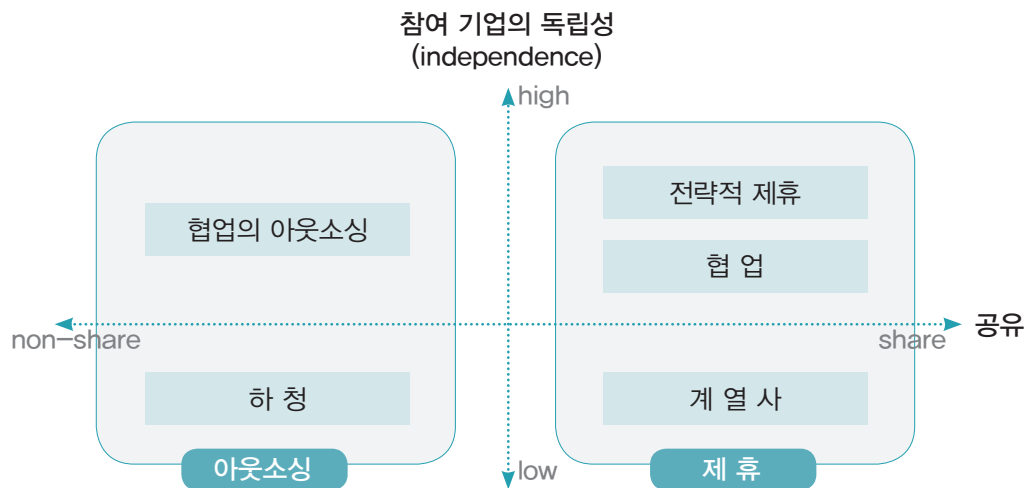 참여 기업의 독립성
(independence)
high
전략적 제휴
협업의 아웃소싱
협 업
non-share
share
공유
하 청
계 열 사
아웃소싱
제 휴
low